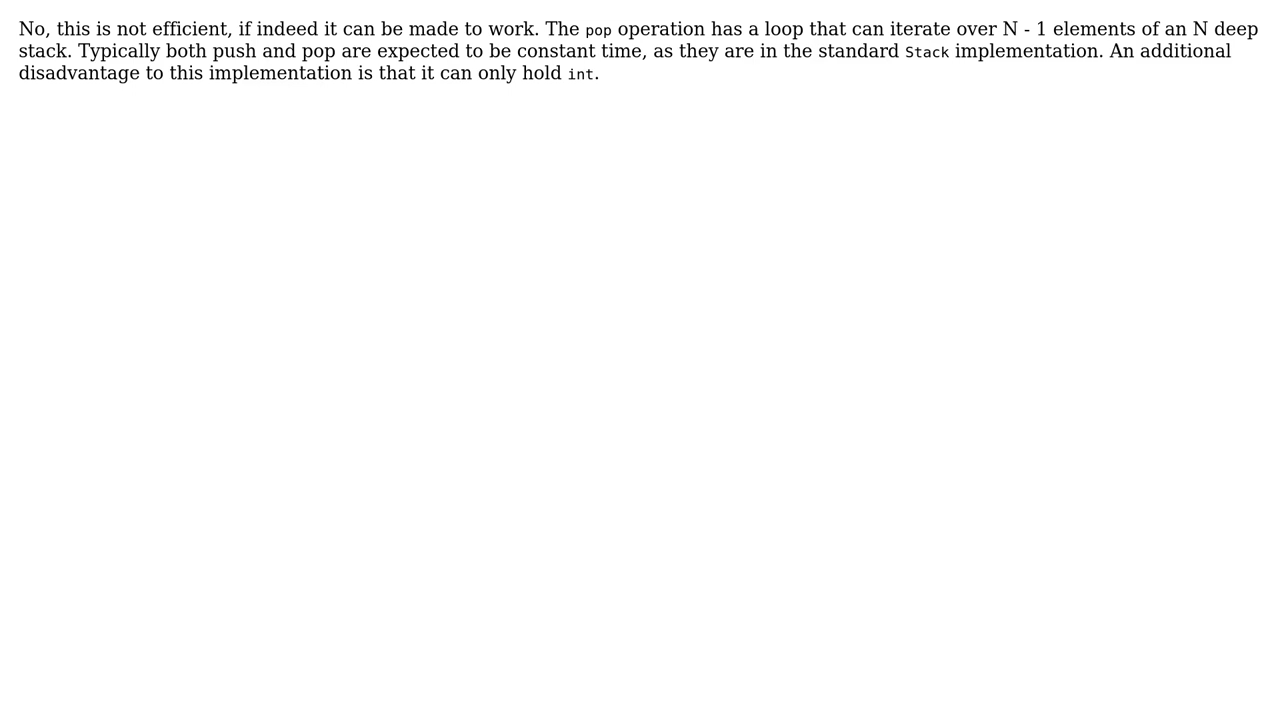 No, this is not efficient, if indeed it can be made to work. The pop operation has a loop that can iterate over N - 1 elements of an N deep
stack. Typically both push and pop are expected to be constant time, as they are in the standard Stack implementation. An additional
disadvantage to this implementation is that it can only hold int.